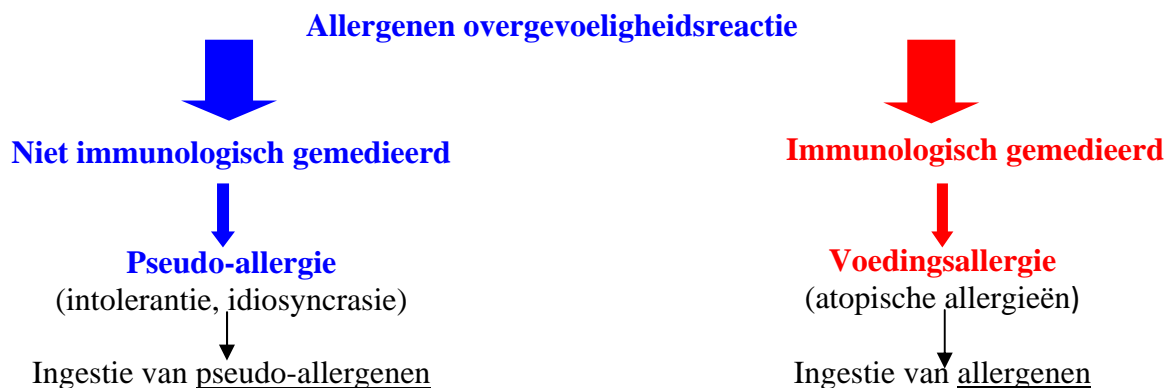 Allergenen overgevoeligheidsreactie
Niet immunologisch gemedieerd
Immunologisch gemedieerd
Pseudo-allergie
Voedingsallergie
(intolerantie, idiosyncrasie)
(atopische allergieën)
Ingestie van pseudo-allergenen
Ingestie van allergenen